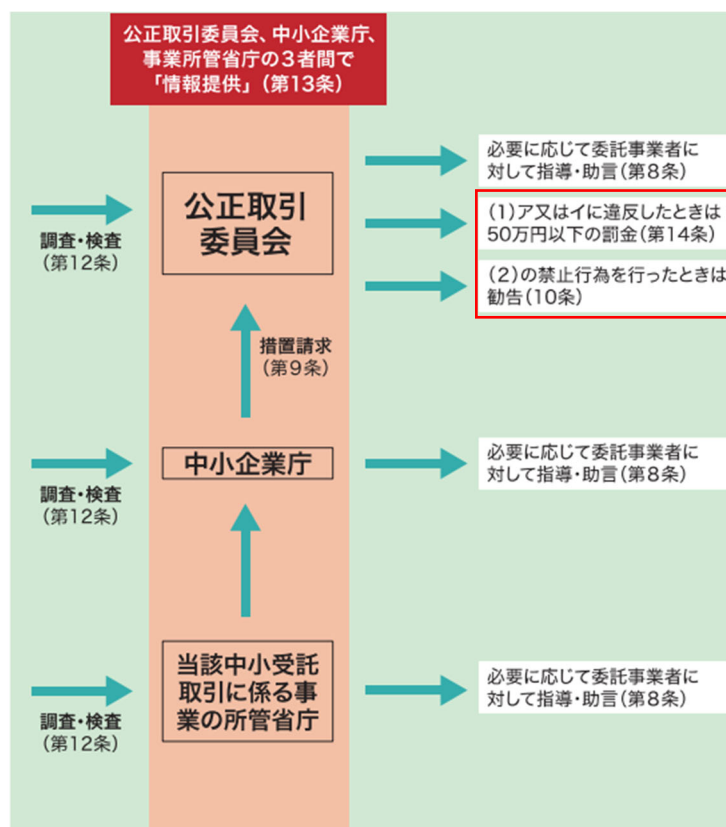 公正取引委員会、中小企業庁、
事業所管省庁の3者間で
「情報提供」(第13条)
必要に応じて委託事業者に
対して指導・助言(第8条)
公正取引
委員会
調査・検査
(第12条)
(1)ア又はイに違反したときは
50万円以下の罰金(第14条)
(2)の禁止行為を行ったときは
勧告(10条)
措置請求
(第9条)
中小企業庁
調査・検査
(第12条)
必要に応じて委託事業者に
対して指導・助言(第8条)
当該中小受託
取引に係る事
業の所管省庁
調査・検査
(第12条)
必要に応じて委託事業者に
対して指導・助言(第8条)